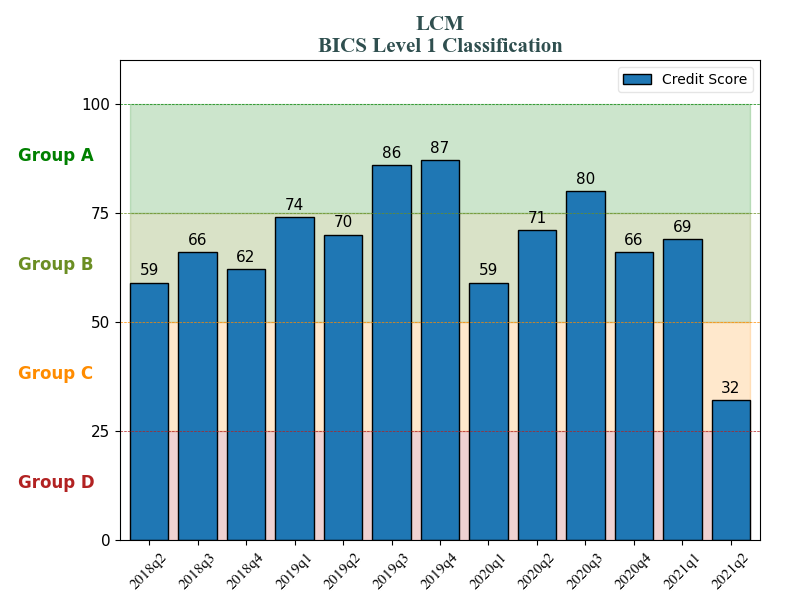 LCM
BICS Level 1 Classification
Credit Score
100
75
50
25
0
Group A
Group B
Group C
Group D
59
66
62
74
70
86
87
59
71
80
66
69
32
2018q2
2018q3
2018q4
2019q1
2019q2
2019q3
2019q4
2020q1
2020q2
2020q3
2020q4
2021q1
2021q2